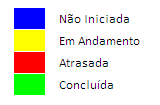 Não Iniciada
Em Andamento
Atrasada
Concluída